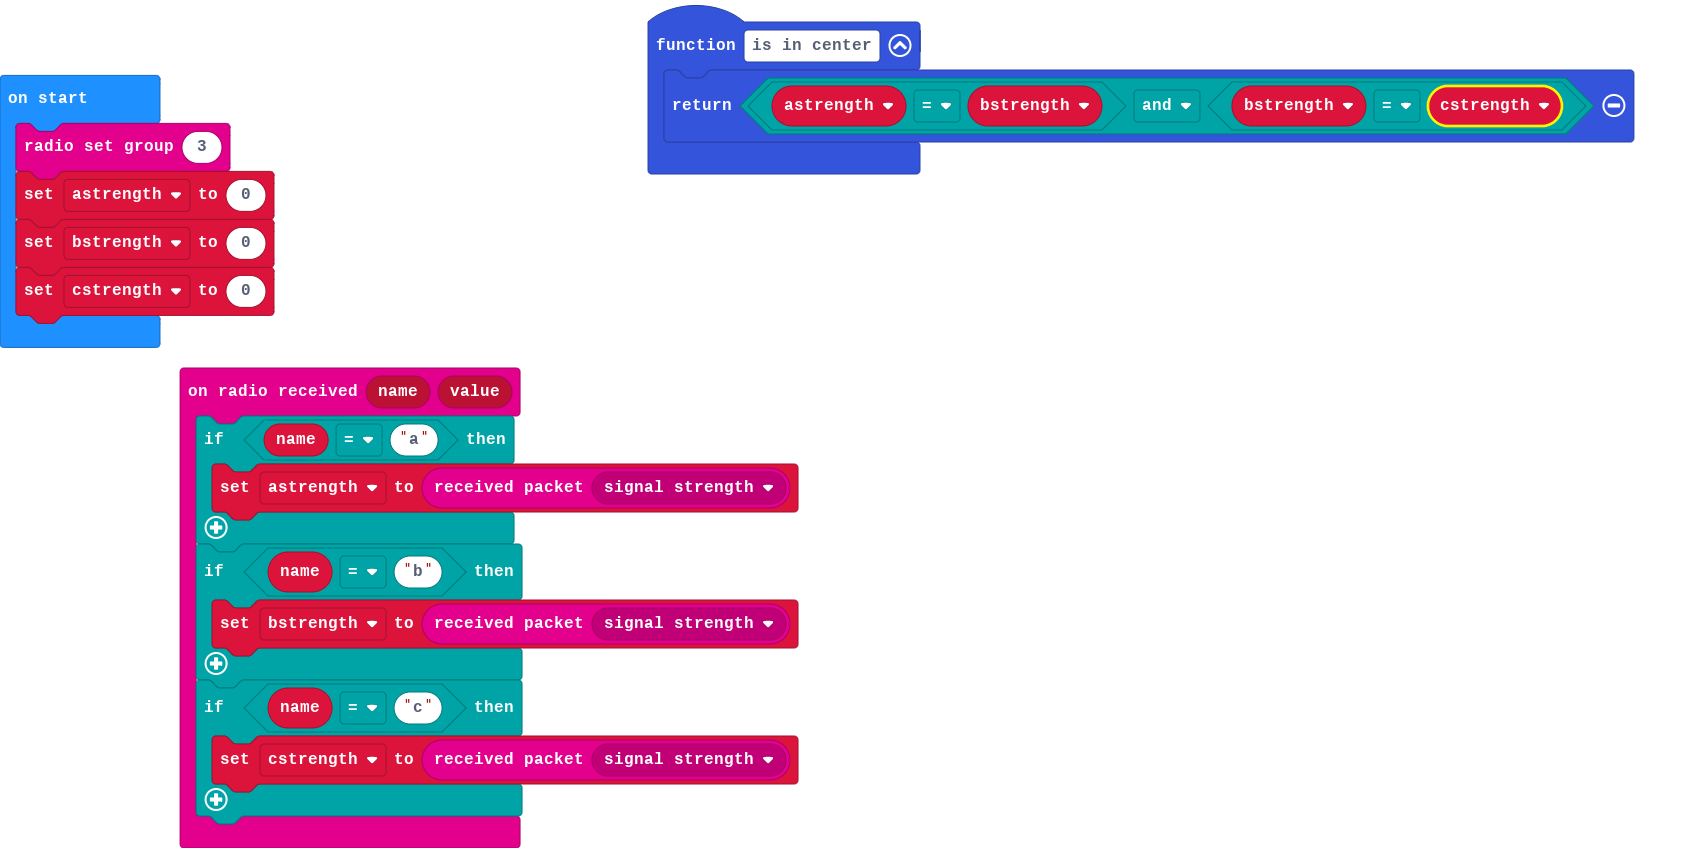 function is in center
return astrength = bstrength and bstrength = cstrength
on start
radio set group 3
set astrength to 0
set bstrength to 0
set cstrength to 0
on radio received name value
if name = "a" then
set astrength to received packet signal strength
if name = "b" then
set bstrength to received packet signal strength
if name = "c" then
set cstrength to received packet signal strength